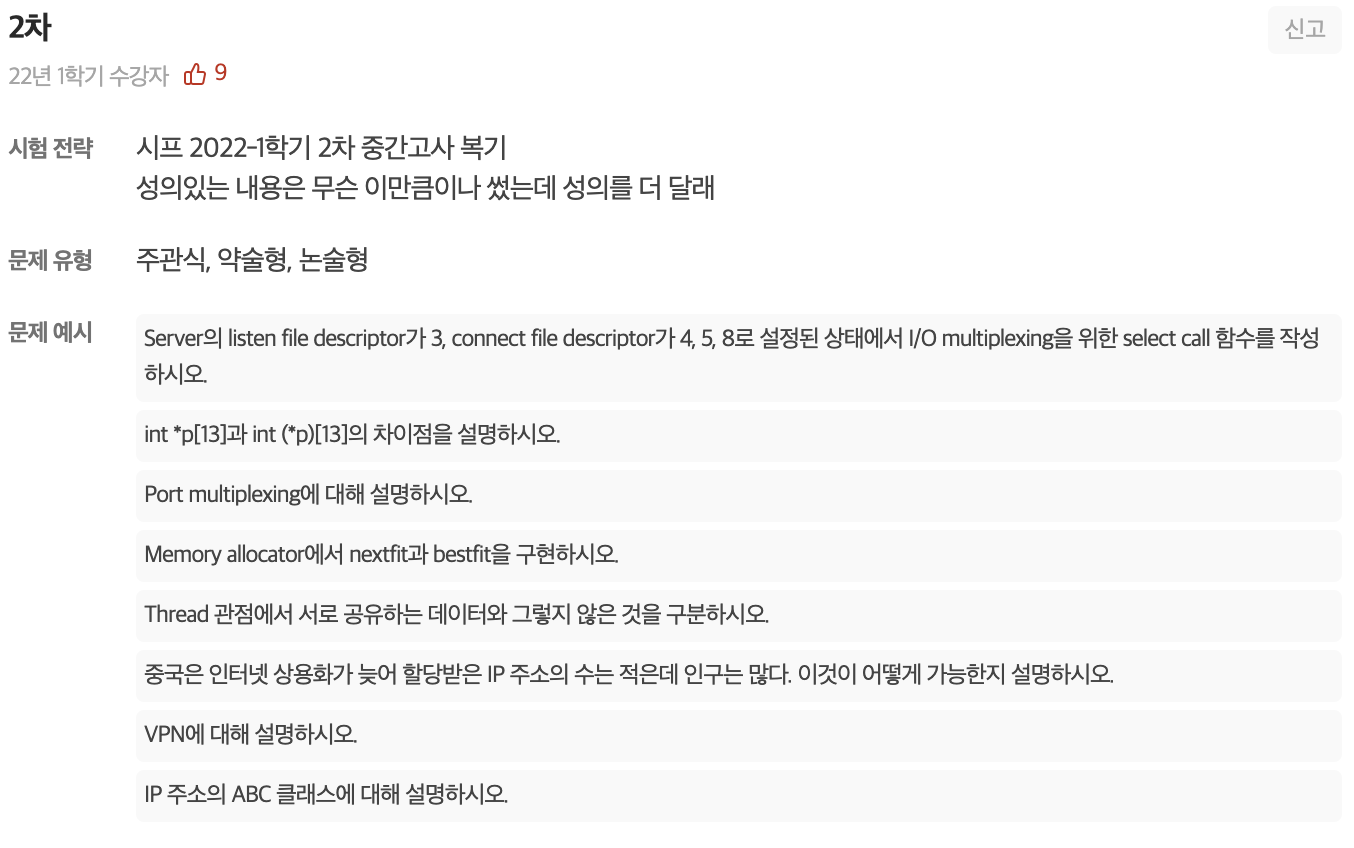 2차
신고
22년 1학기 수강자 9
시험 전략
시프 2022-1학기 2차 중간고사 복기
성의있는 내용은 무슨 이만큼이나 썼는데 성의를 더 달래
문제 유형
주관식, 약술형, 논술형
문제 예시
Server의 listen file descriptor가 3, connect file descriptor가 4, 5, 8로 설정된 상태에서 I/O multiplexing을 위한 select call 함수를 작성
하시오.
int *p[13]과 int (*p)[13]의 차이점을 설명하시오.
Port multiplexing에 대해 설명하시오.
Memory allocator에서 nextfit과 bestfit을 구현하시오.
Thread 관점에서 서로 공유하는 데이터와 그렇지 않은 것을 구분하시오.
중국은 인터넷 상용화가 늦어 할당받은 IP 주소의 수는 적은데 인구는 많다. 이것이 어떻게 가능한지 설명하시오.
VPN에 대해 설명하시오.
IP 주소의 ABC 클래스에 대해 설명하시오.